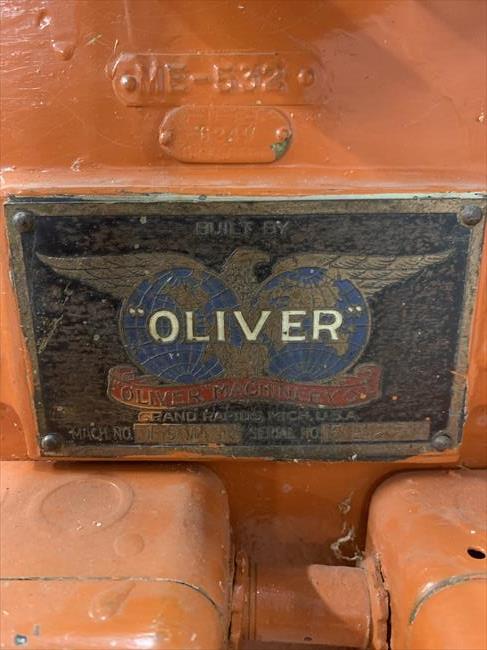 ME-532
BUILT BY
"OLIVER"
OLIVER MACHINERY CO.
GRAND RAPIDS, MICH. U.S.A.
MACH. NO. SERIAL NO.